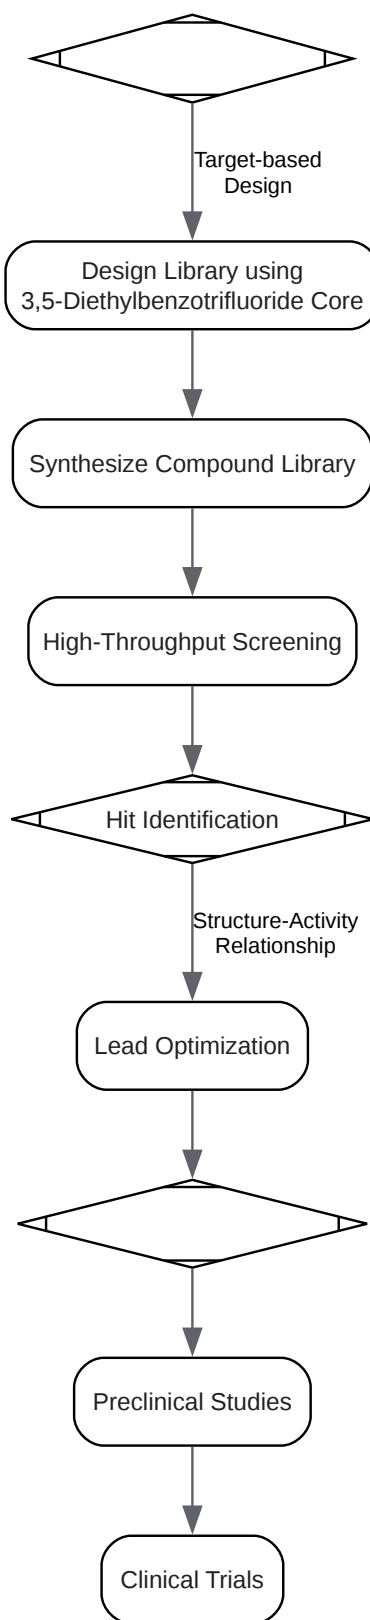 Target-based
Design
Design Library using
3,5-Diethylbenzotrifluoride Core
Synthesize Compound Library
High-Throughput Screening
Hit Identification
Structure-Activity
Relationship
Lead Optimization
Preclinical Studies
Clinical Trials